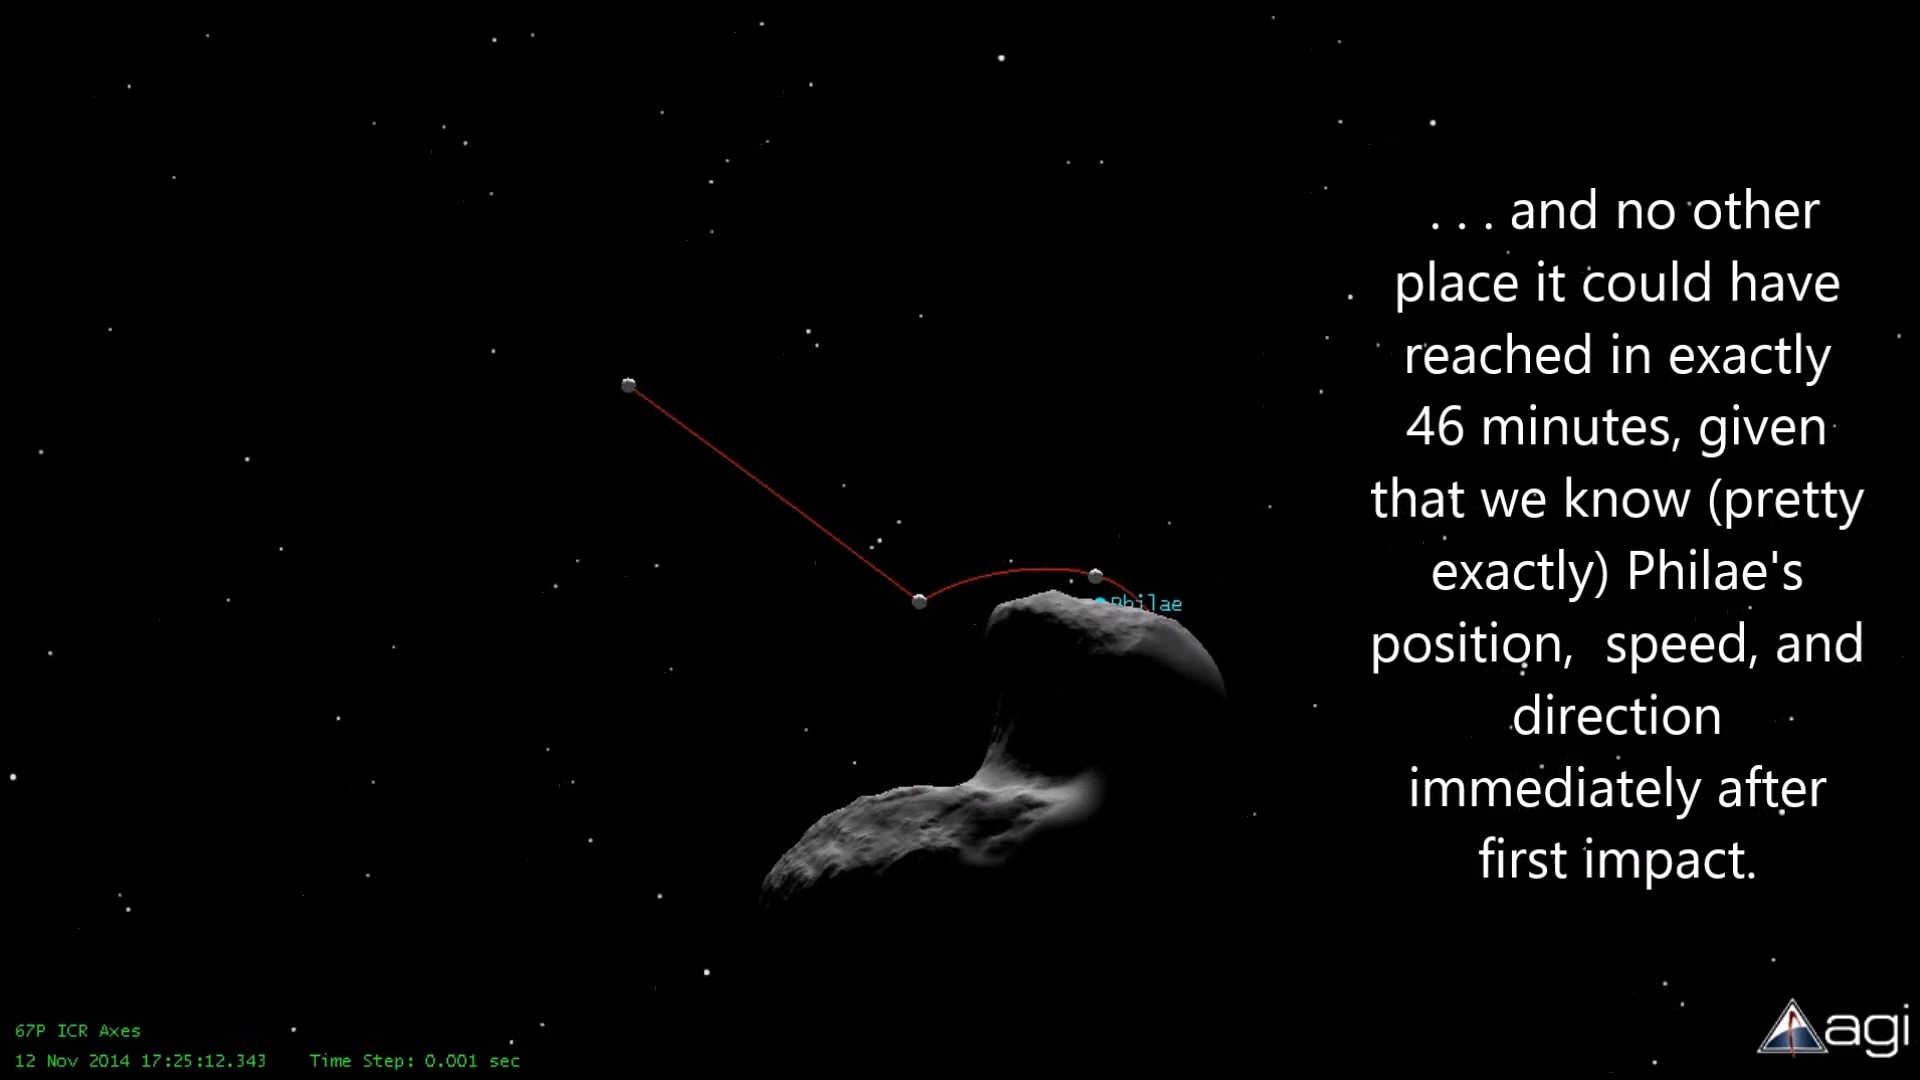 . . . and no other
place it could have
reached in exactly
46 minutes, given
that we know (pretty
exactly) Philae's
position,  speed, and
direction
immediately after
first impact.
Philae
67P ICR Axes
12 Nov 2014 17:25:12.343    Time Step: 0.001 sec
agi